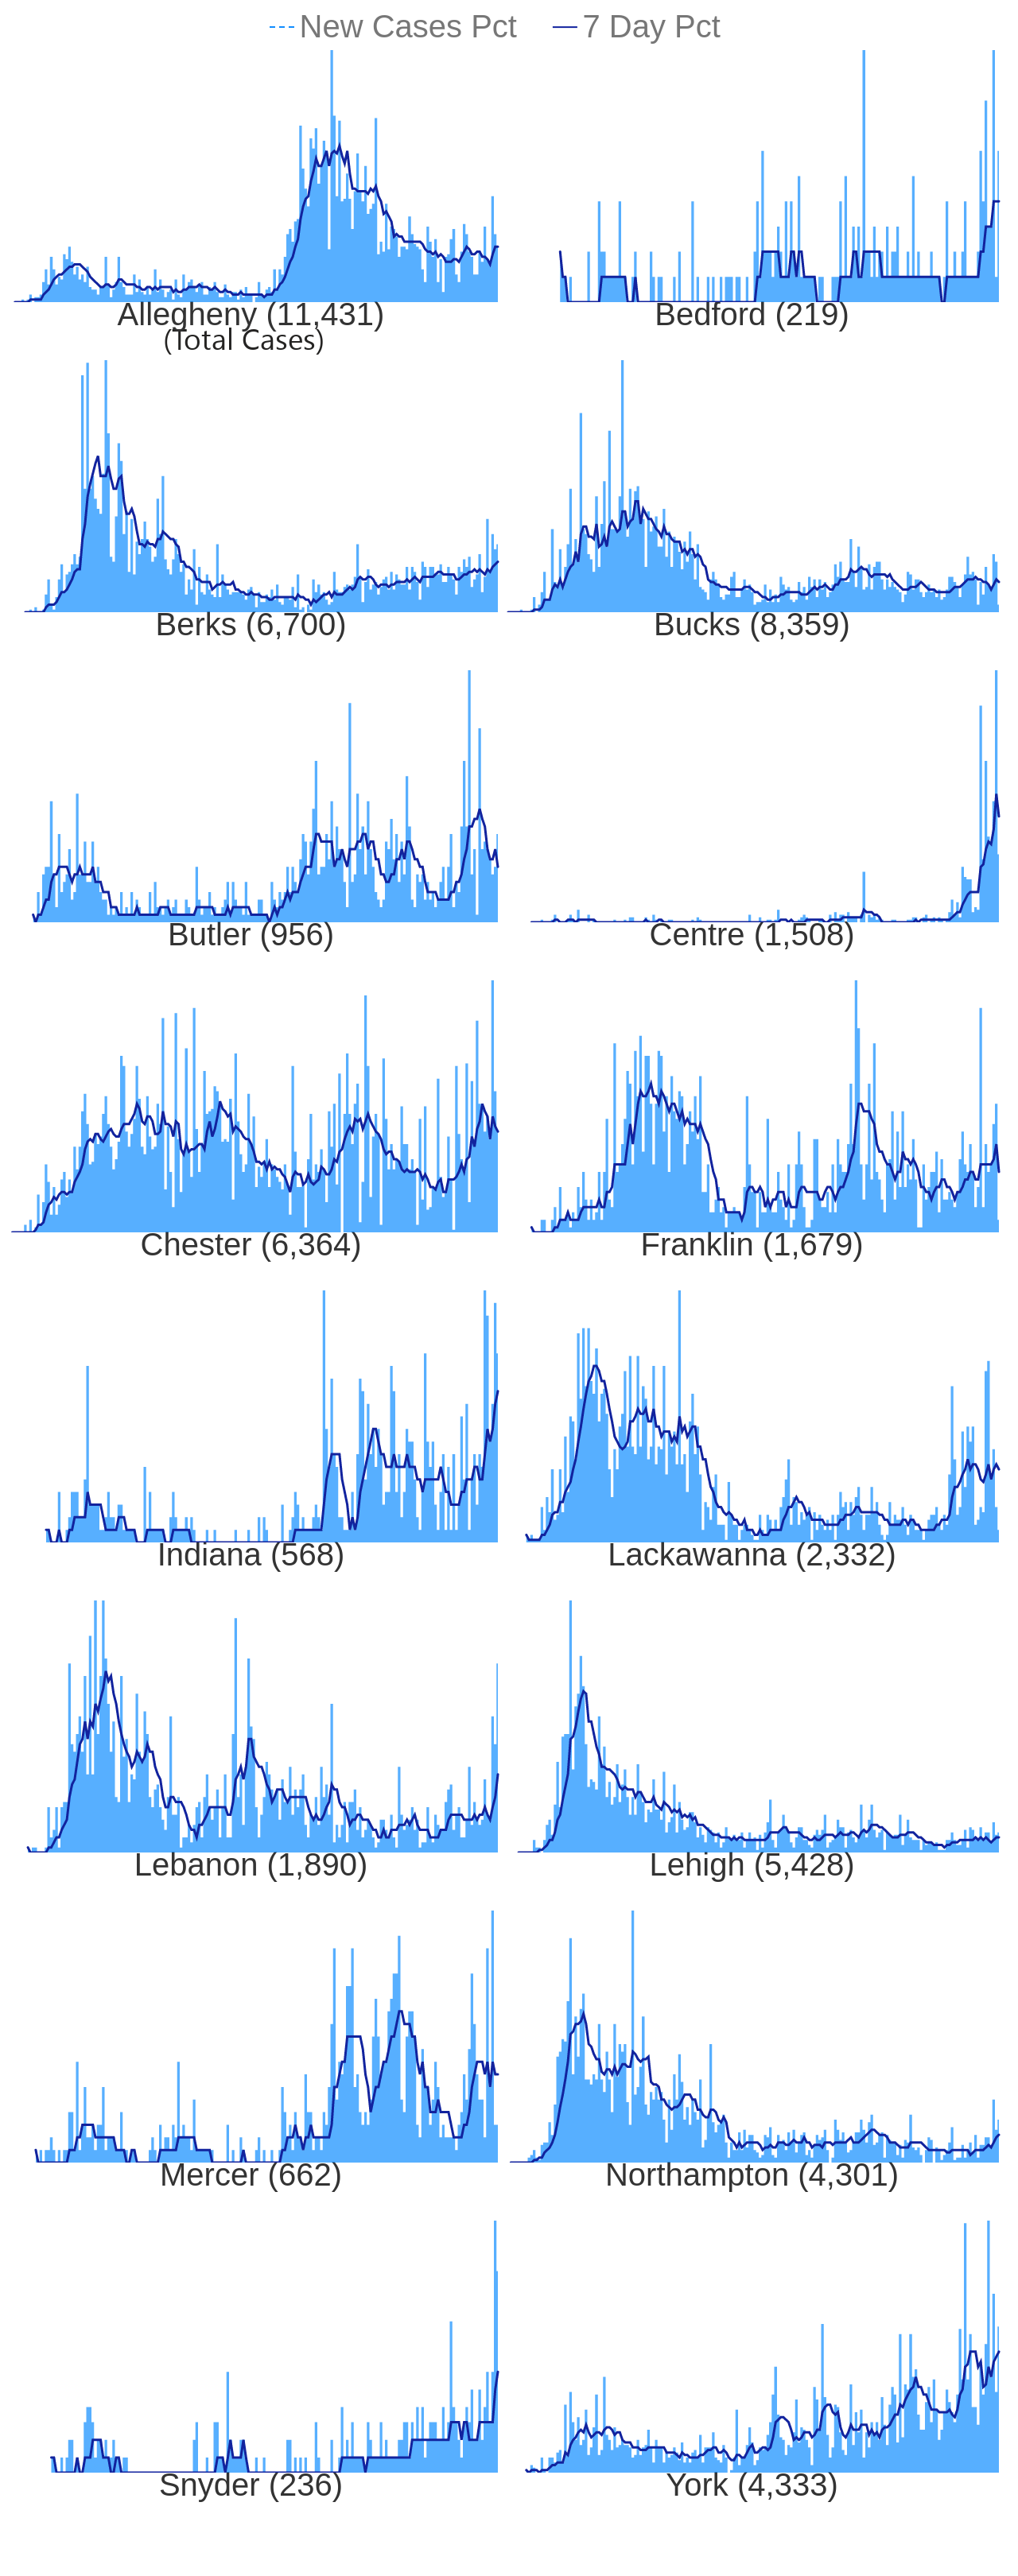 New Cases Pct 7 Day Pct
Allegheny (11,431) Bedford (219)
(Total Cases)
Berks (6,700) Bucks (8,359)
Butler (956) Centre (1,508)
Chester (6,364) Franklin (1,679)
Indiana (568) Lackawanna (2,332)
Lebanon (1,890) Lehigh (5,428)
Mercer (662) Northampton (4,301)
Snyder (236) York (4,333)